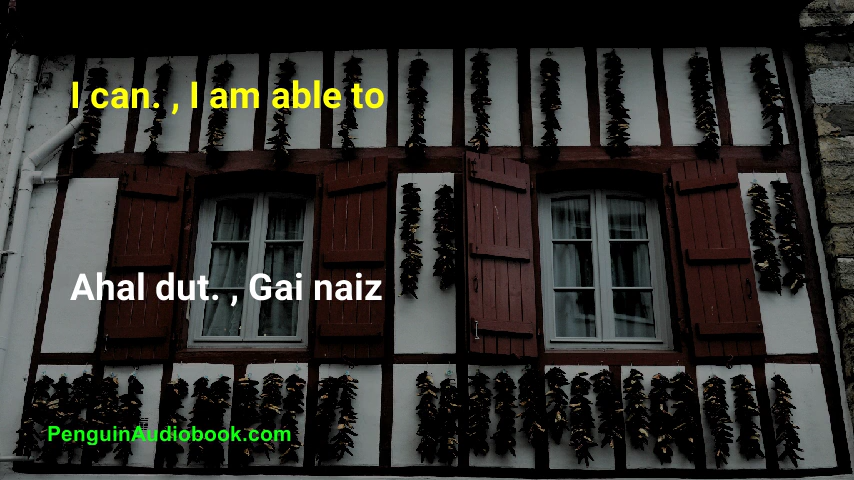 I can. , I am able to
Ahal dut. , Gai naiz
PenguinAudiobook.com